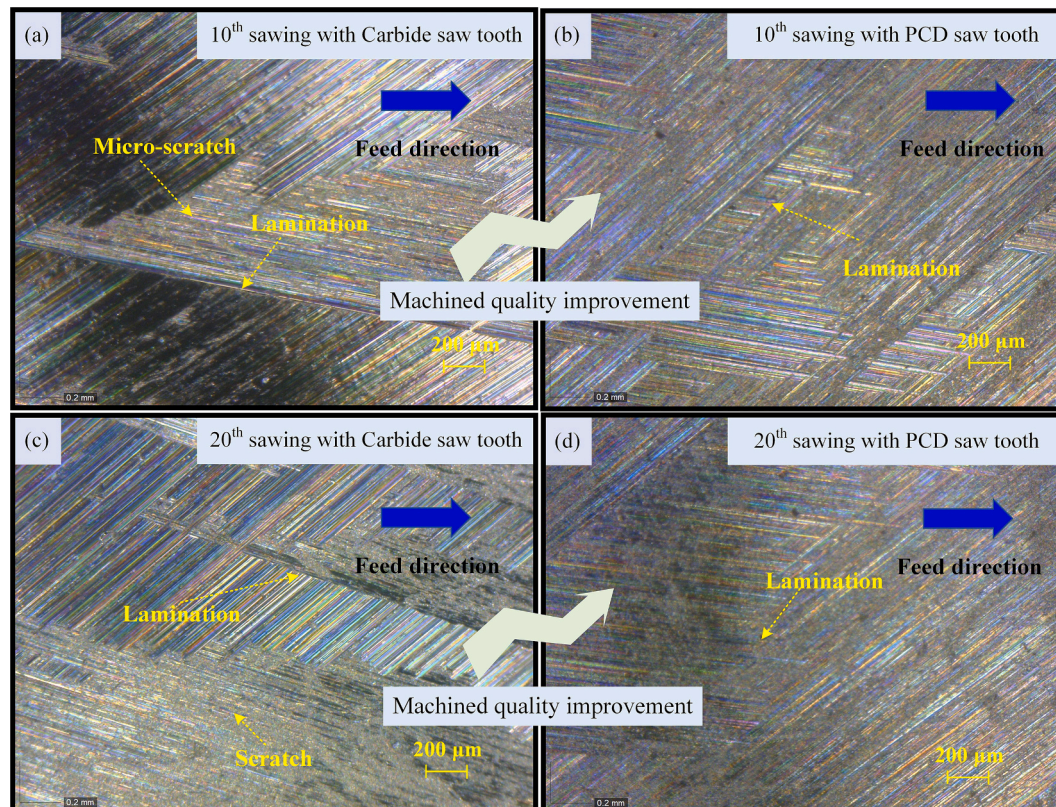 (a)
10th sawing with Carbide saw tooth
Micro-scratch
Feed direction
Lamination
200 μm
0.2 mm
(b)
10th sawing with PCD saw tooth
Feed direction
Lamination
200 μm
0.2 mm
Machined quality improvement
(c)
20th sawing with Carbide saw tooth
Feed direction
Lamination
Scratch
200 μm
0.2 mm
(d)
20th sawing with PCD saw tooth
Feed direction
Lamination
200 μm
0.2 mm
Machined quality improvement